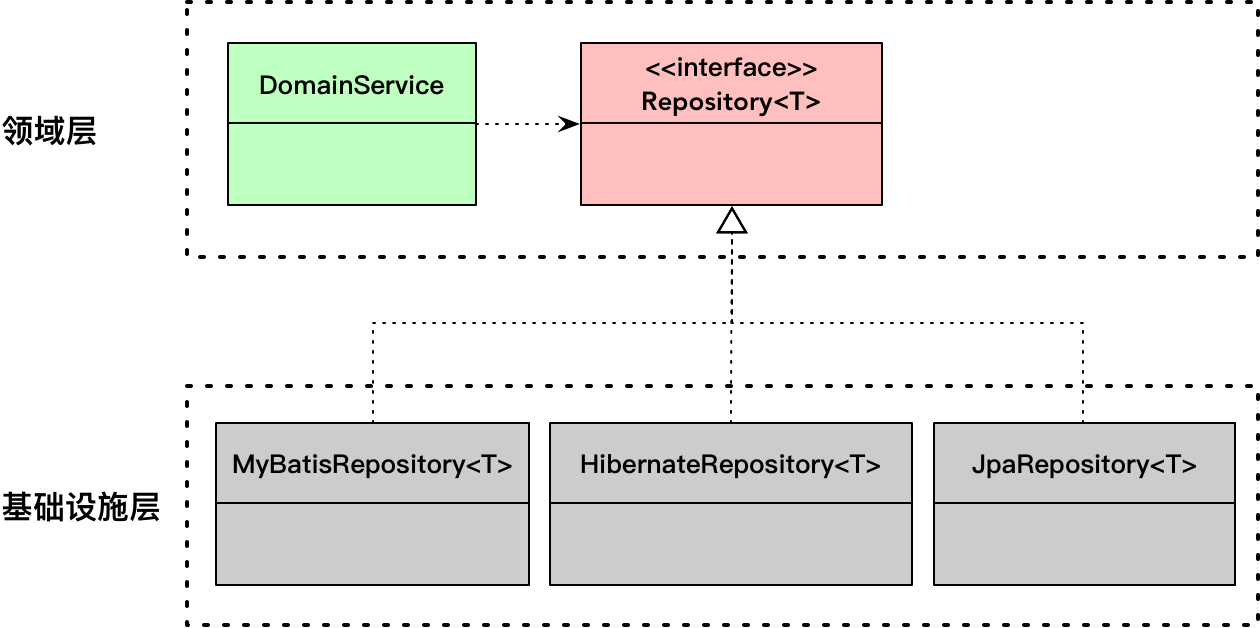 领域层
DomainService
<<interface>>
Repository<T>
基础设施层
MyBatisRepository<T>
HibernateRepository<T>
JpaRepository<T>